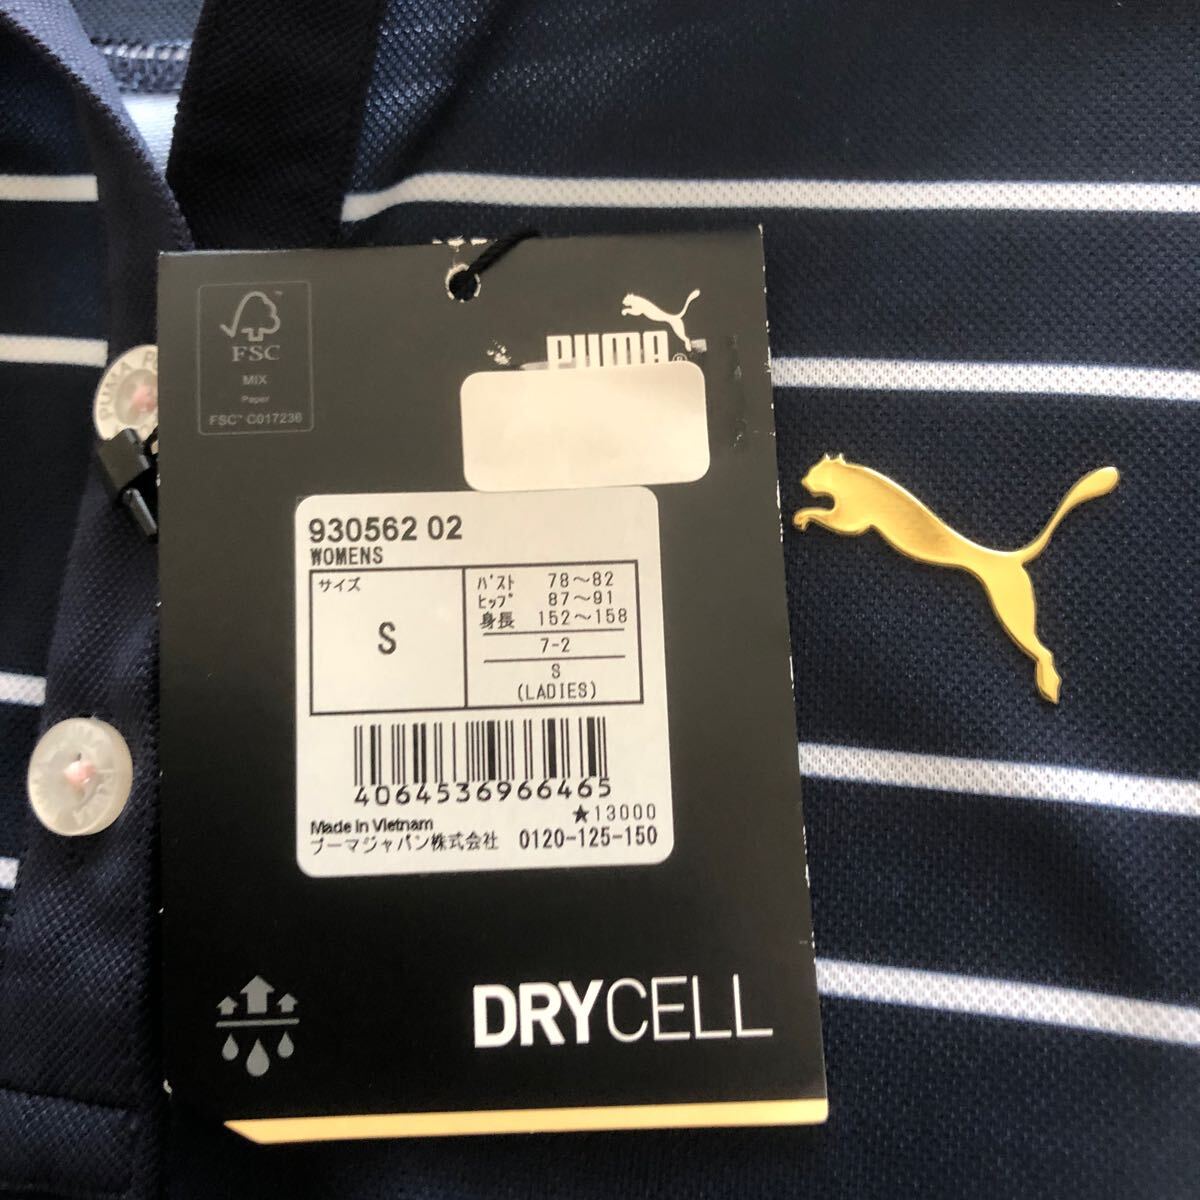 FSC
MIX
Paper
FSC™ C017236
PUMA®
930562 02
WOMENS
サイズ
S
バスト 78～82
ヒップ 87～91
身長 152～158
7-2
S
(LADIES)
4064536966465
★13000
Made in Vietnam
プーマジャパン株式会社 0120-125-150
DRYCELL